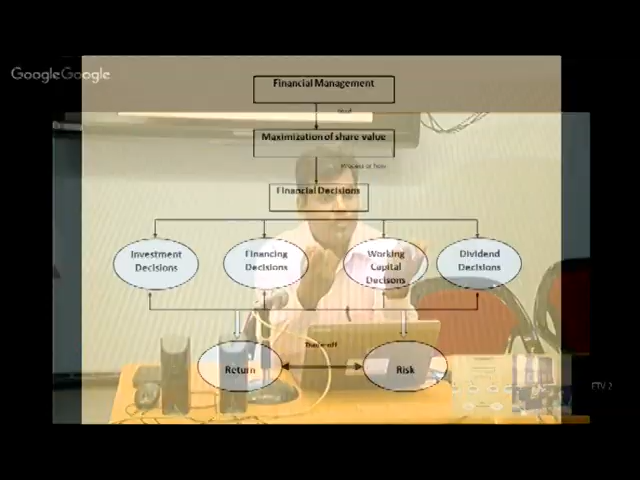 GoogleGoogle
Financial Management
Maximization of share value
Financial Decisions
Investment
Decisions
Financing
Decisions
Working
Capital
Decisons
Dividend
Decisions
Trade off
Return
Risk